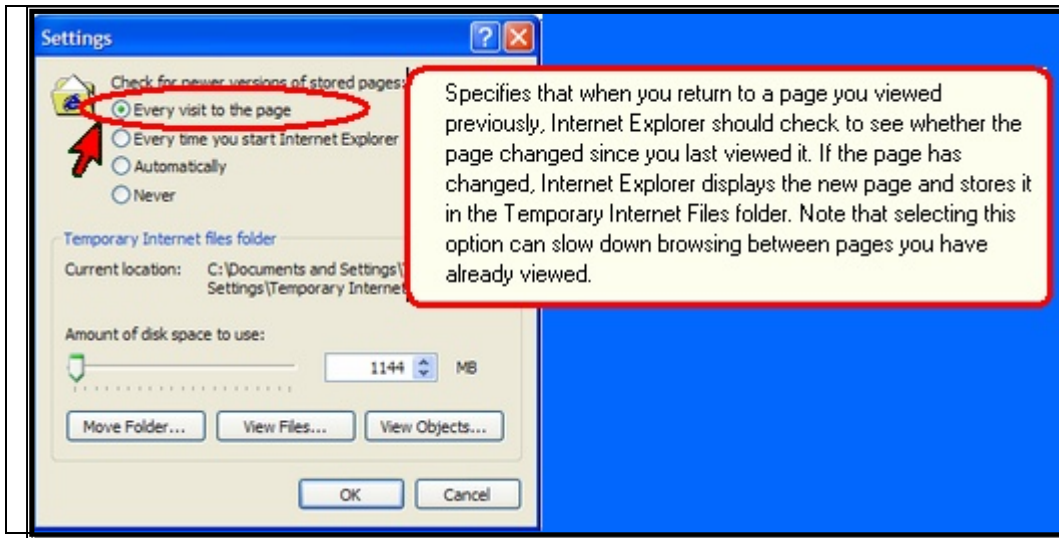 Settings
Check for newer versions of stored pages:
Every visit to the page
Every time you start Internet Explorer
Automatically
Never
Specifies that when you return to a page you viewed
previously, Internet Explorer should check to see whether the
page changed since you last viewed it. If the page has
changed, Internet Explorer displays the new page and stores it
in the Temporary Internet Files folder. Note that selecting this
option can slow down browsing between pages you have
already viewed.
Temporary Internet files folder
Current location: C:\Documents and Settings\
Settings\Temporary Internet
Amount of disk space to use:
1144 MB
Move Folder... View Files... View Objects...
OK Cancel